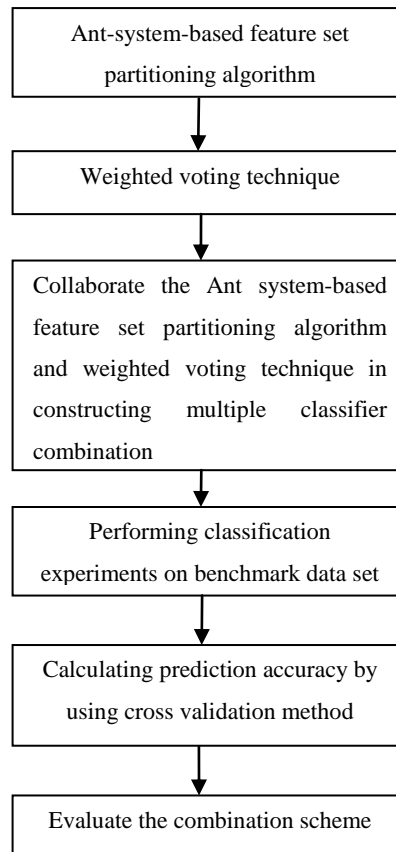 Ant-system-based feature set
partitioning algorithm
Weighted voting technique
Collaborate the Ant system-based
feature set partitioning algorithm
and weighted voting technique in
constructing multiple classifier
combination
Performing classification
experiments on benchmark data set
Calculating prediction accuracy by
using cross validation method
Evaluate the combination scheme